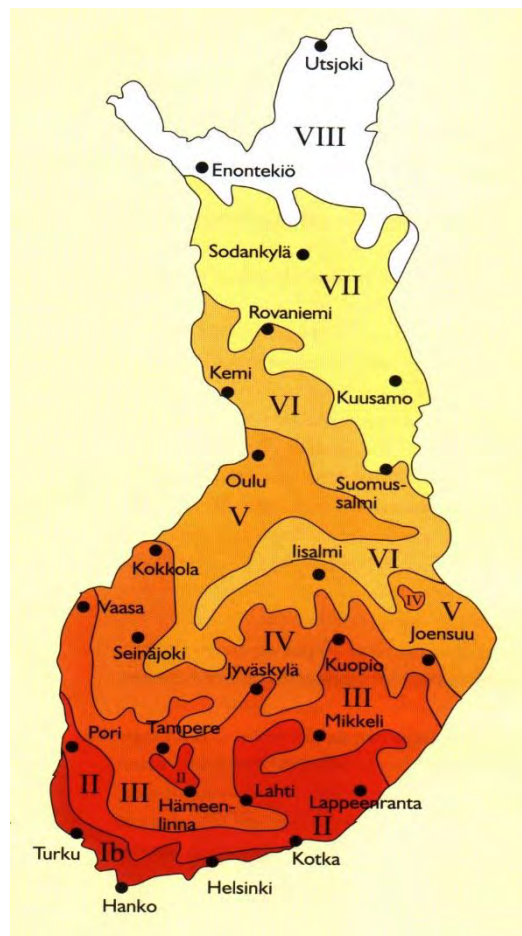 Utsjoki
VIII
Enontekiö
Sodankylä
VII
Rovaniemi
Kemi
VI
Kuusamo
Oulu
Suomus-
salmi
V
Iisalmi
VI
Kokkola
IV
V
Vaasa
Seinäjoki
IV
Joensuu
Jyväskylä
Kuopio
III
Mikkeli
Pori
Tampere
II
II
III
Hämeen-
linna
Lahti
Lappeenranta
II
Turku
Ib
Kotka
Helsinki
Hanko